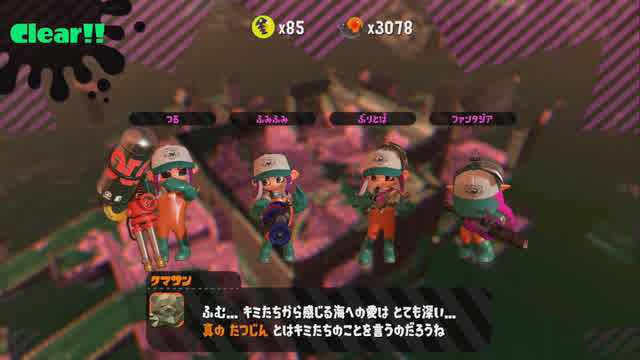 Clear!!
x85
x3078
つる
ふみふみ
ぷりとば
ファンタジア
クマサン
ふむ... キミたちから感じる海への愛は とても深い...
真の たつじん とはキミたちのことを言うのだろうね